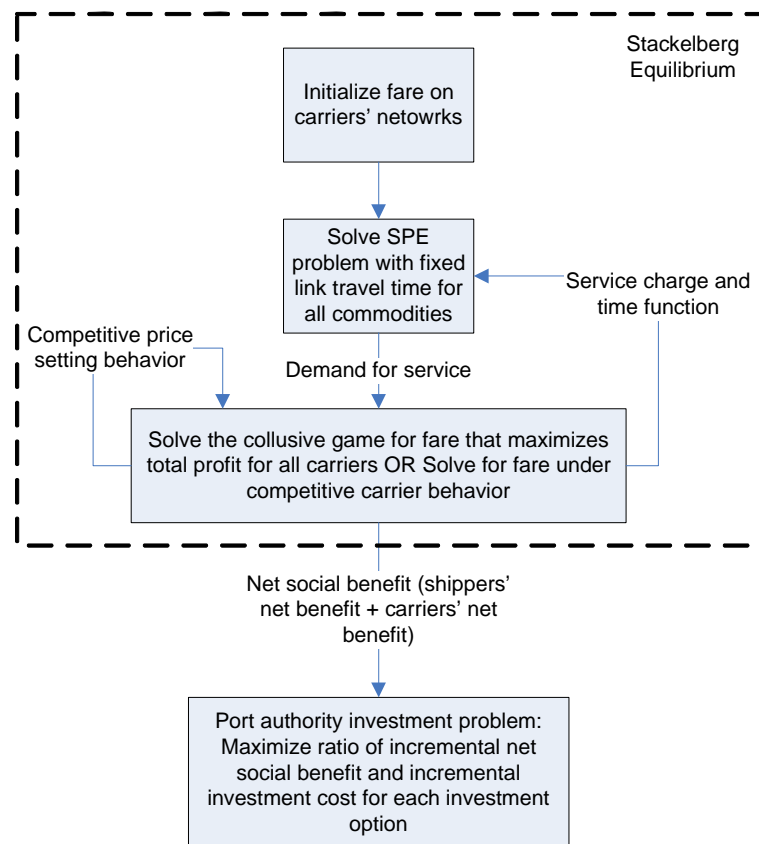 Stackelberg
Equilibrium
Initialize fare on
carriers' netowrks
Solve SPE
problem with fixed
link travel time for
all commodities
Service charge and
time function
Competitive price
setting behavior
Demand for service
Solve the collusive game for fare that maximizes
total profit for all carriers OR Solve for fare under
competitive carrier behavior
Net social benefit (shippers'
net benefit + carriers' net
benefit)
Port authority investment problem:
Maximize ratio of incremental net
social benefit and incremental
investment cost for each investment
option